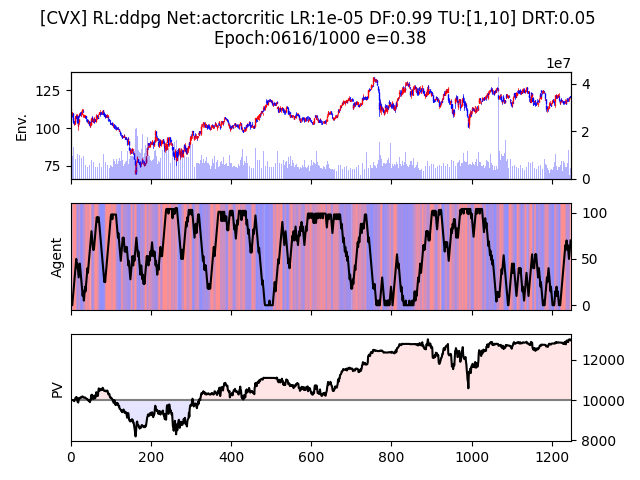 [CVX] RL:ddpg Net:actorcritic LR:1e-05 DF:0.99 TU:[1,10] DRT:0.05
Epoch:0616/1000 e=0.38
1e7
125
100
75
Env.
4
2
0
Agent
100
50
0
PV
12000
10000
8000
0 200 400 600 800 1000 1200